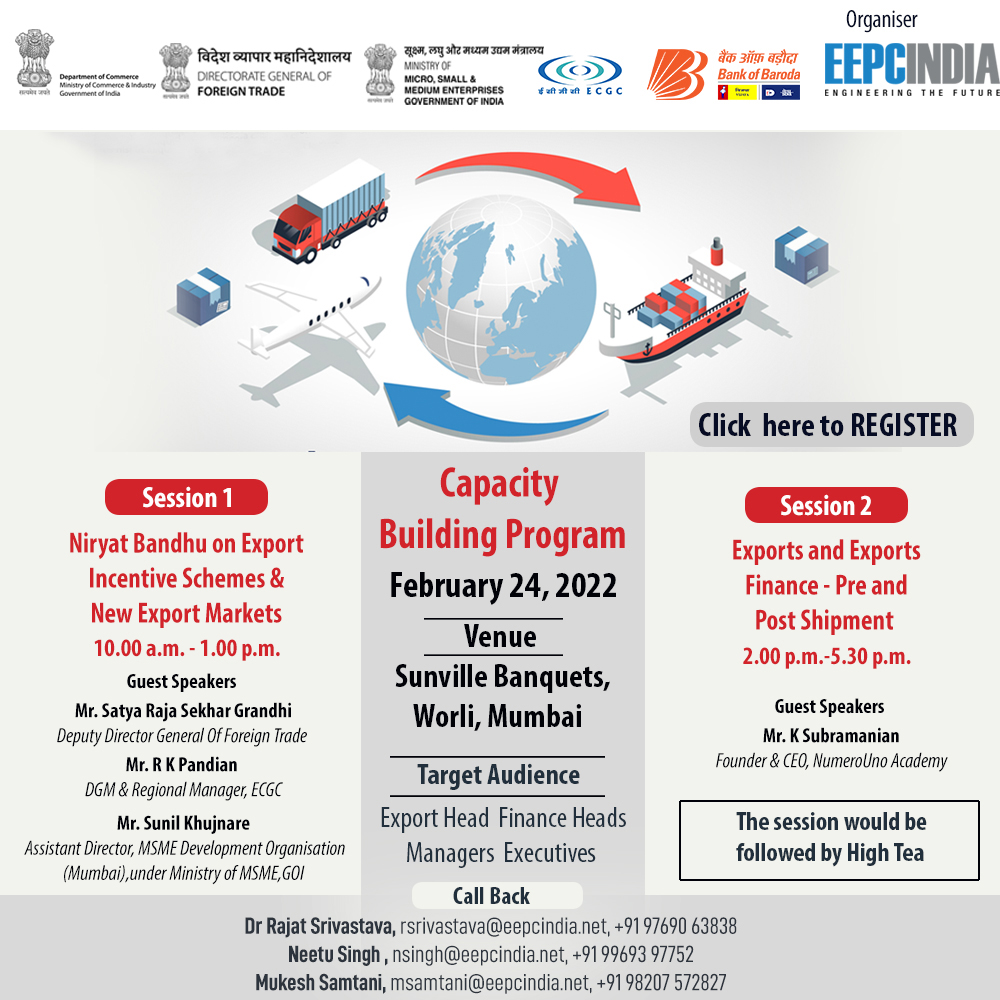 Organiser
Department of Commerce
Ministry of Commerce & Industry
Government of India
सत्यमेव जयते
विदेश व्यापार महानिदेशालय
DIRECTORATE GENERAL OF
FOREIGN TRADE
सत्यमेव जयते
सूक्ष्म, लघु और मध्यम उद्यम मंत्रालय
MINISTRY OF
MICRO, SMALL &
MEDIUM ENTERPRISES
GOVERNMENT OF INDIA
सत्यमेव जयते
ई सी जी सी ECGC
बैंक ऑफ़ बड़ौदा
Bank of Baroda
EEPCINDIA
ENGINEERING THE FUTURE
Click here to REGISTER
Session 1
Niryat Bandhu on Export
Incentive Schemes &
New Export Markets
10.00 a.m. - 1.00 p.m.
Guest Speakers
Mr. Satya Raja Sekhar Grandhi
Deputy Director General Of Foreign Trade
Mr. R K Pandian
DGM & Regional Manager, ECGC
Mr. Sunil Khujnare
Assistant Director, MSME Development Organisation
(Mumbai),under Ministry of MSME,GOI
Capacity
Building Program
February 24, 2022
Venue
Sunville Banquets,
Worli, Mumbai
Target Audience
Export Head Finance Heads
Managers Executives
Session 2
Exports and Exports
Finance - Pre and
Post Shipment
2.00 p.m.-5.30 p.m.
Guest Speakers
Mr. K Subramanian
Founder & CEO, NumeroUno Academy
The session would be
followed by High Tea
Call Back
Dr Rajat Srivastava, rsrivastava@eepcindia.net, +91 97690 63838
Neetu Singh , nsingh@eepcindia.net, +91 99693 97752
Mukesh Samtani, msamtani@eepcindia.net, +91 98207 572827